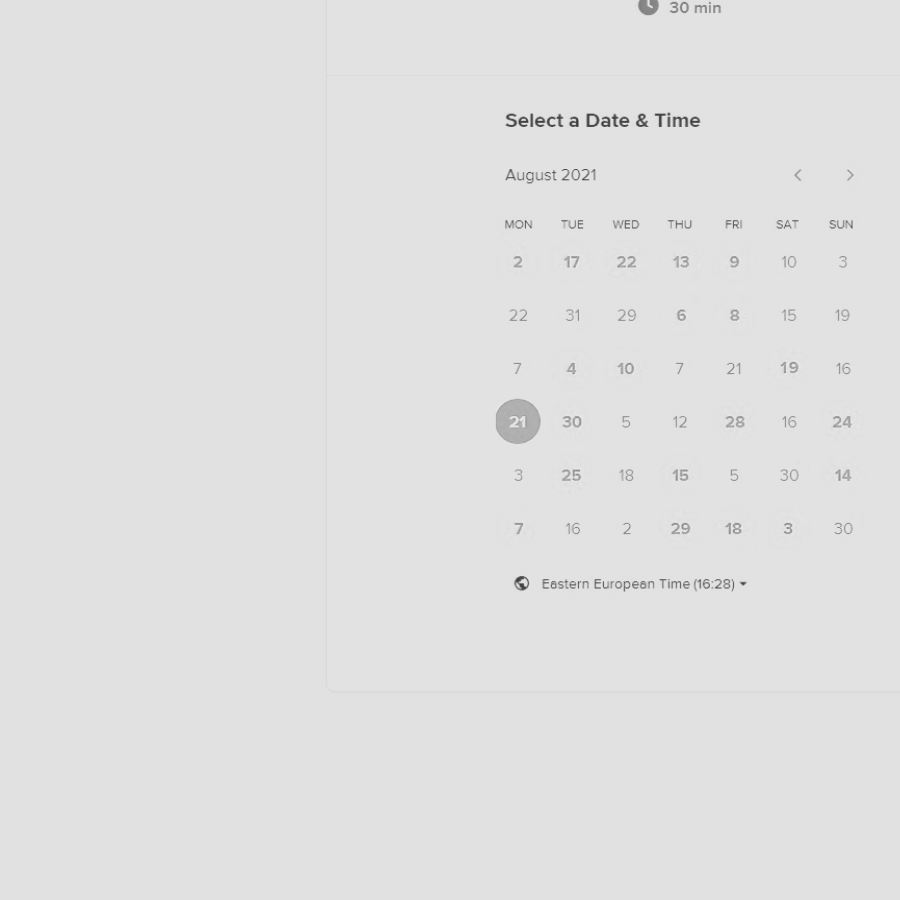 30 min
Select a Date & Time
August 2021
MON TUE WED THU FRI SAT SUN
2 17 22 13 9 10 3
22 31 29 6 8 15 19
7 4 10 7 21 19 16
21 30 5 12 28 16 24
3 25 18 15 5 30 14
7 16 2 29 18 3 30
Eastern European Time (16:28)